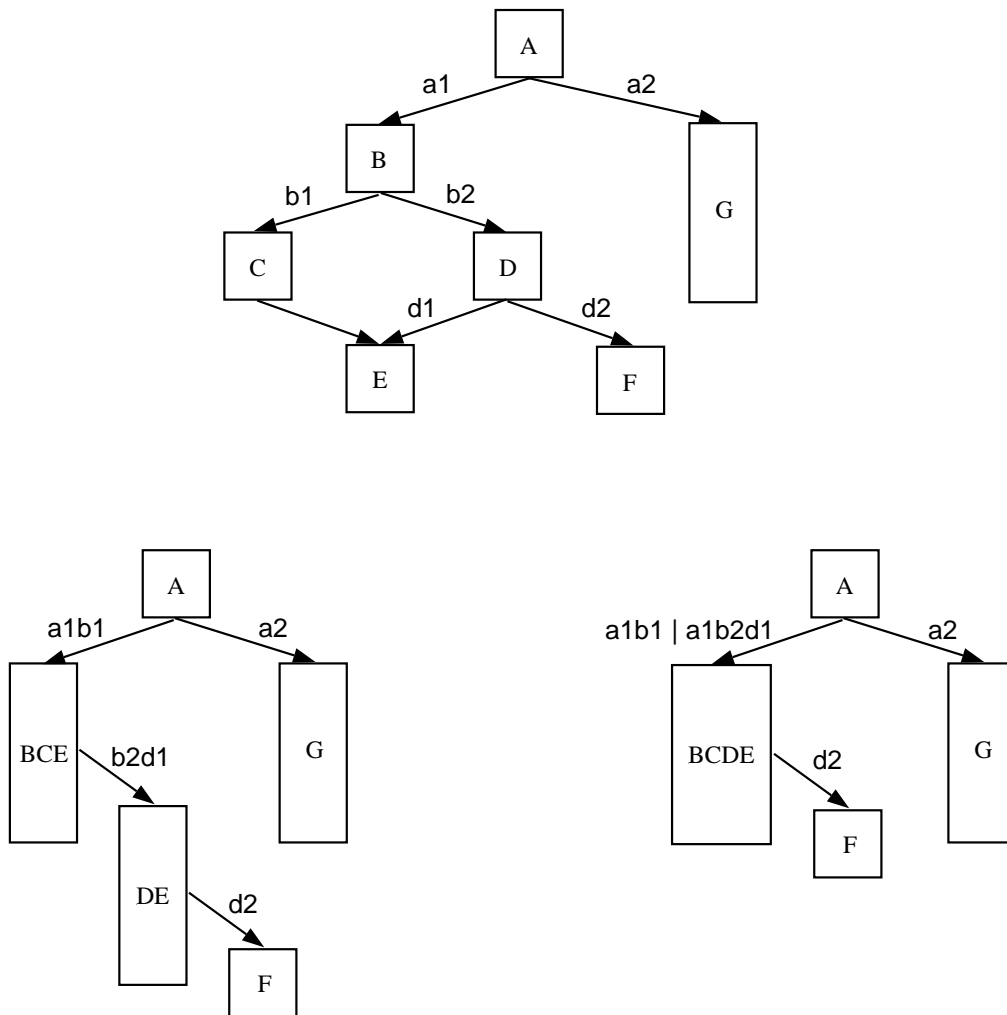 A
a1 a2
B
G
b1 b2
C D
d1 d2
E F
A
a1b1 a2
BCE G
b2d1
DE
d2
F
A
a1b1 | a1b2d1 a2
BCDE G
d2
F